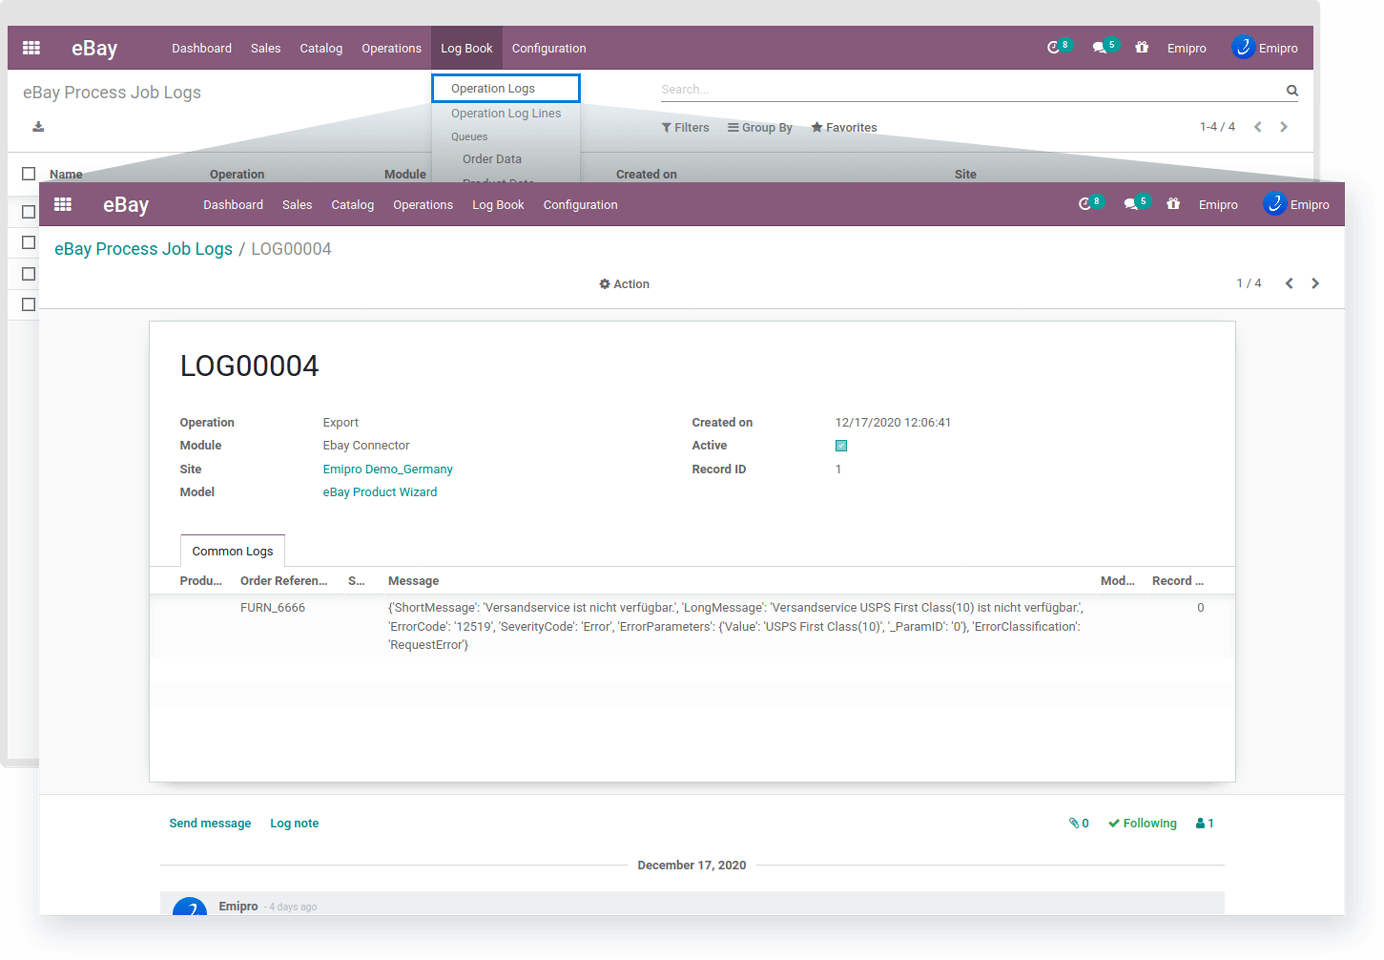 eBay Dashboard Sales Catalog Operations Log Book Configuration 8 5 Emipro Emipro
eBay Process Job Logs
Operation Logs
Search...
Operation Log Lines
Queues
Order Data
Filters Group By Favorites 1-4 / 4
Name Operation Module Created on Site
eBay Dashboard Sales Catalog Operations Log Book Configuration 8 5 Emipro Emipro
eBay Process Job Logs / LOG00004
Action 1 / 4
LOG00004
Operation Export Created on 12/17/2020 12:06:41
Module Ebay Connector Active
Site Emipro Demo_Germany Record ID 1
Model eBay Product Wizard
Common Logs
Produ... Order Referen... S... Message Mod... Record ...
FURN_6666 {'ShortMessage': 'Versandservice ist nicht verfügbar.', 'LongMessage': 'Versandservice USPS First Class(10) ist nicht verfügbar.', 0
'ErrorCode': '12519', 'SeverityCode': 'Error', 'ErrorParameters': {'Value': 'USPS First Class(10)', '_ParamID': '0'}, 'ErrorClassification':
'RequestError'}
Send message Log note 0 Following 1
December 17, 2020
Emipro - 4 days ago